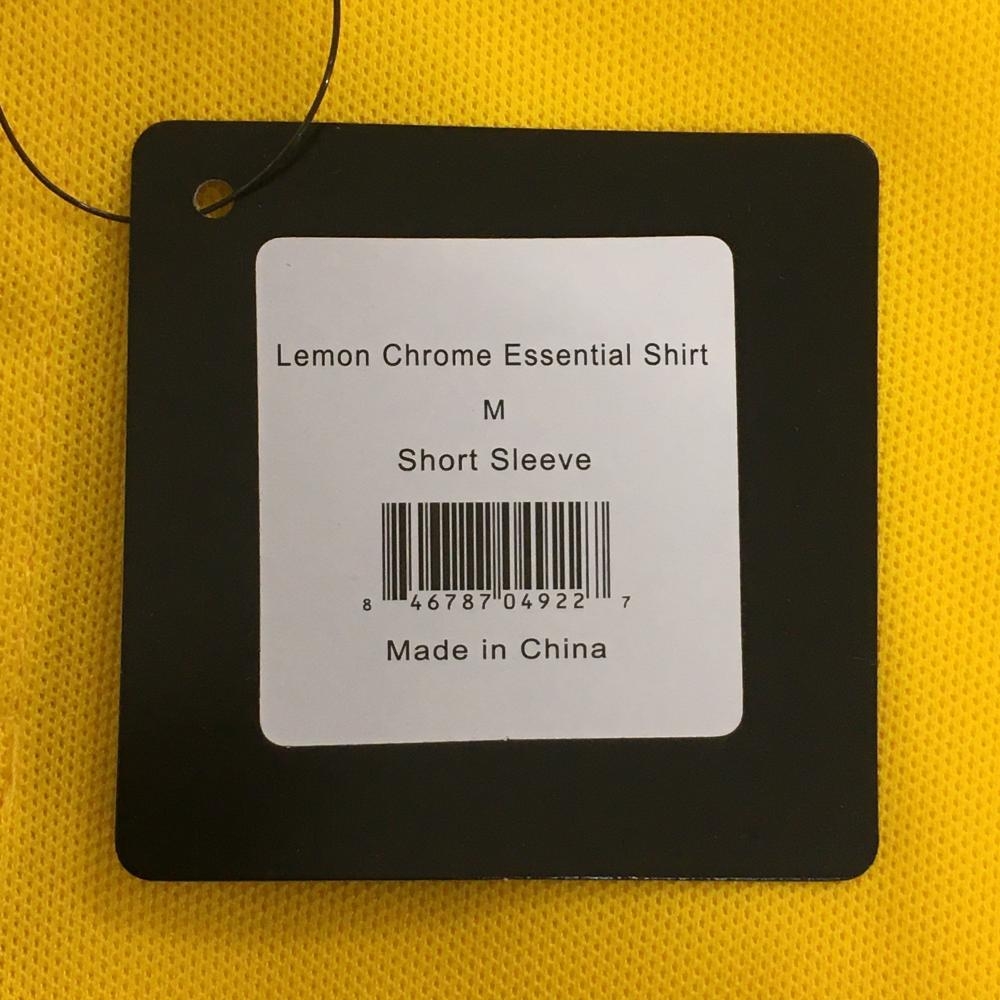 Lemon Chrome Essential Shirt
M
Short Sleeve
8 46787 04922 7
Made in China